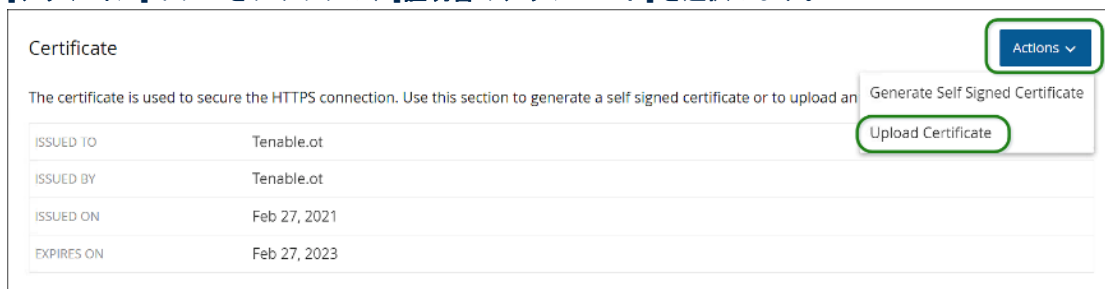 Certificate
Actions
The certificate is used to secure the HTTPS connection. Use this section to generate a self signed certificate or to upload an
Generate Self Signed Certificate
Upload Certificate
ISSUED TO Tenable.ot
ISSUED BY Tenable.ot
ISSUED ON Feb 27, 2021
EXPIRES ON Feb 27, 2023